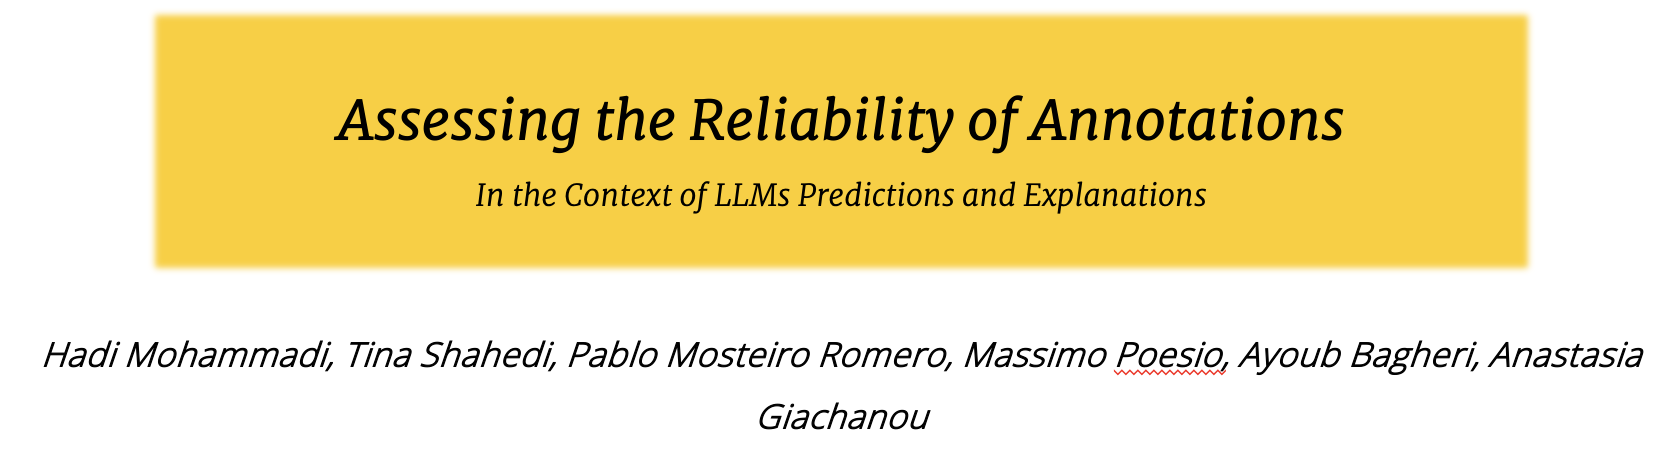 Assessing the Reliability of Annotations
In the Context of LLMs Predictions and Explanations
Hadi Mohammadi, Tina Shahedi, Pablo Mosteiro Romero, Massimo Poesio, Ayoub Bagheri, Anastasia
Giachanou